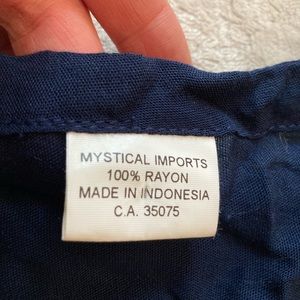 MYSTICAL IMPORTS
100% RAYON
MADE IN INDONESIA
C.A. 35075